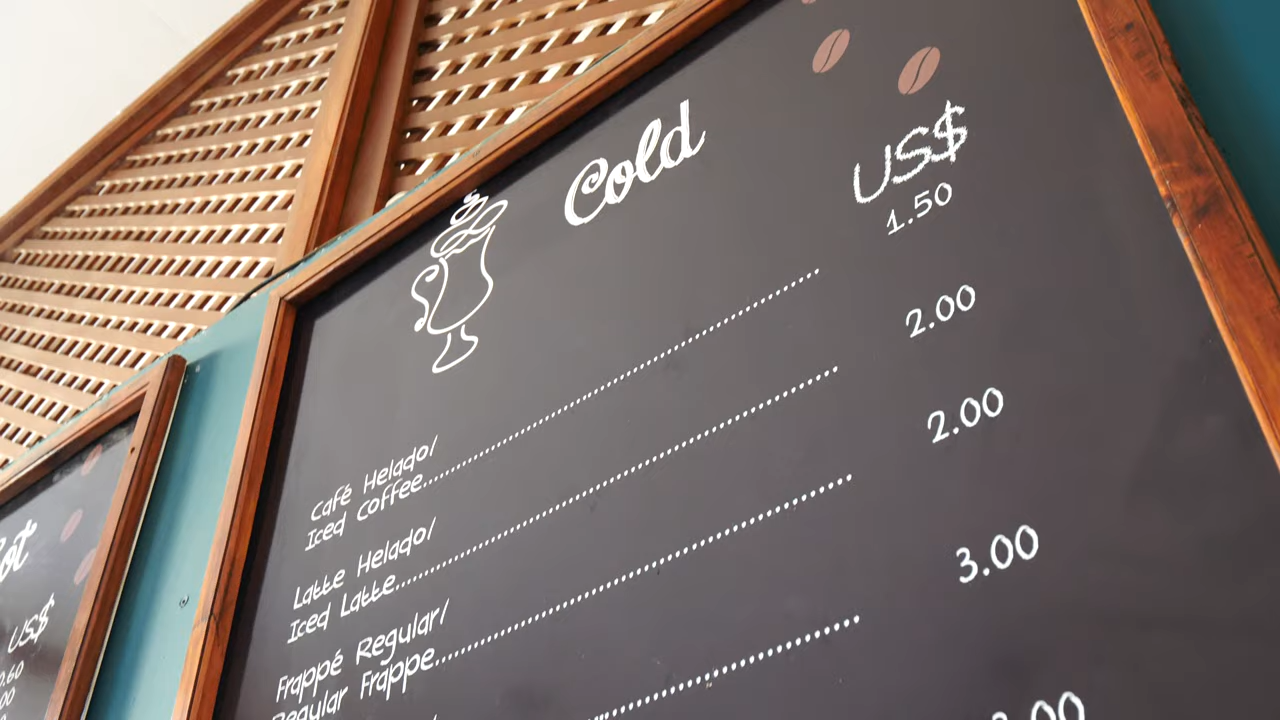 Cold
US$
Café Helado/
Iced coffee.......................................................... 1.50
Latte Helado/
Iced Latte.......................................................... 2.00
Frappé Regular/
Regular Frappe.................................................. 2.00
.......................... 3.00
US$